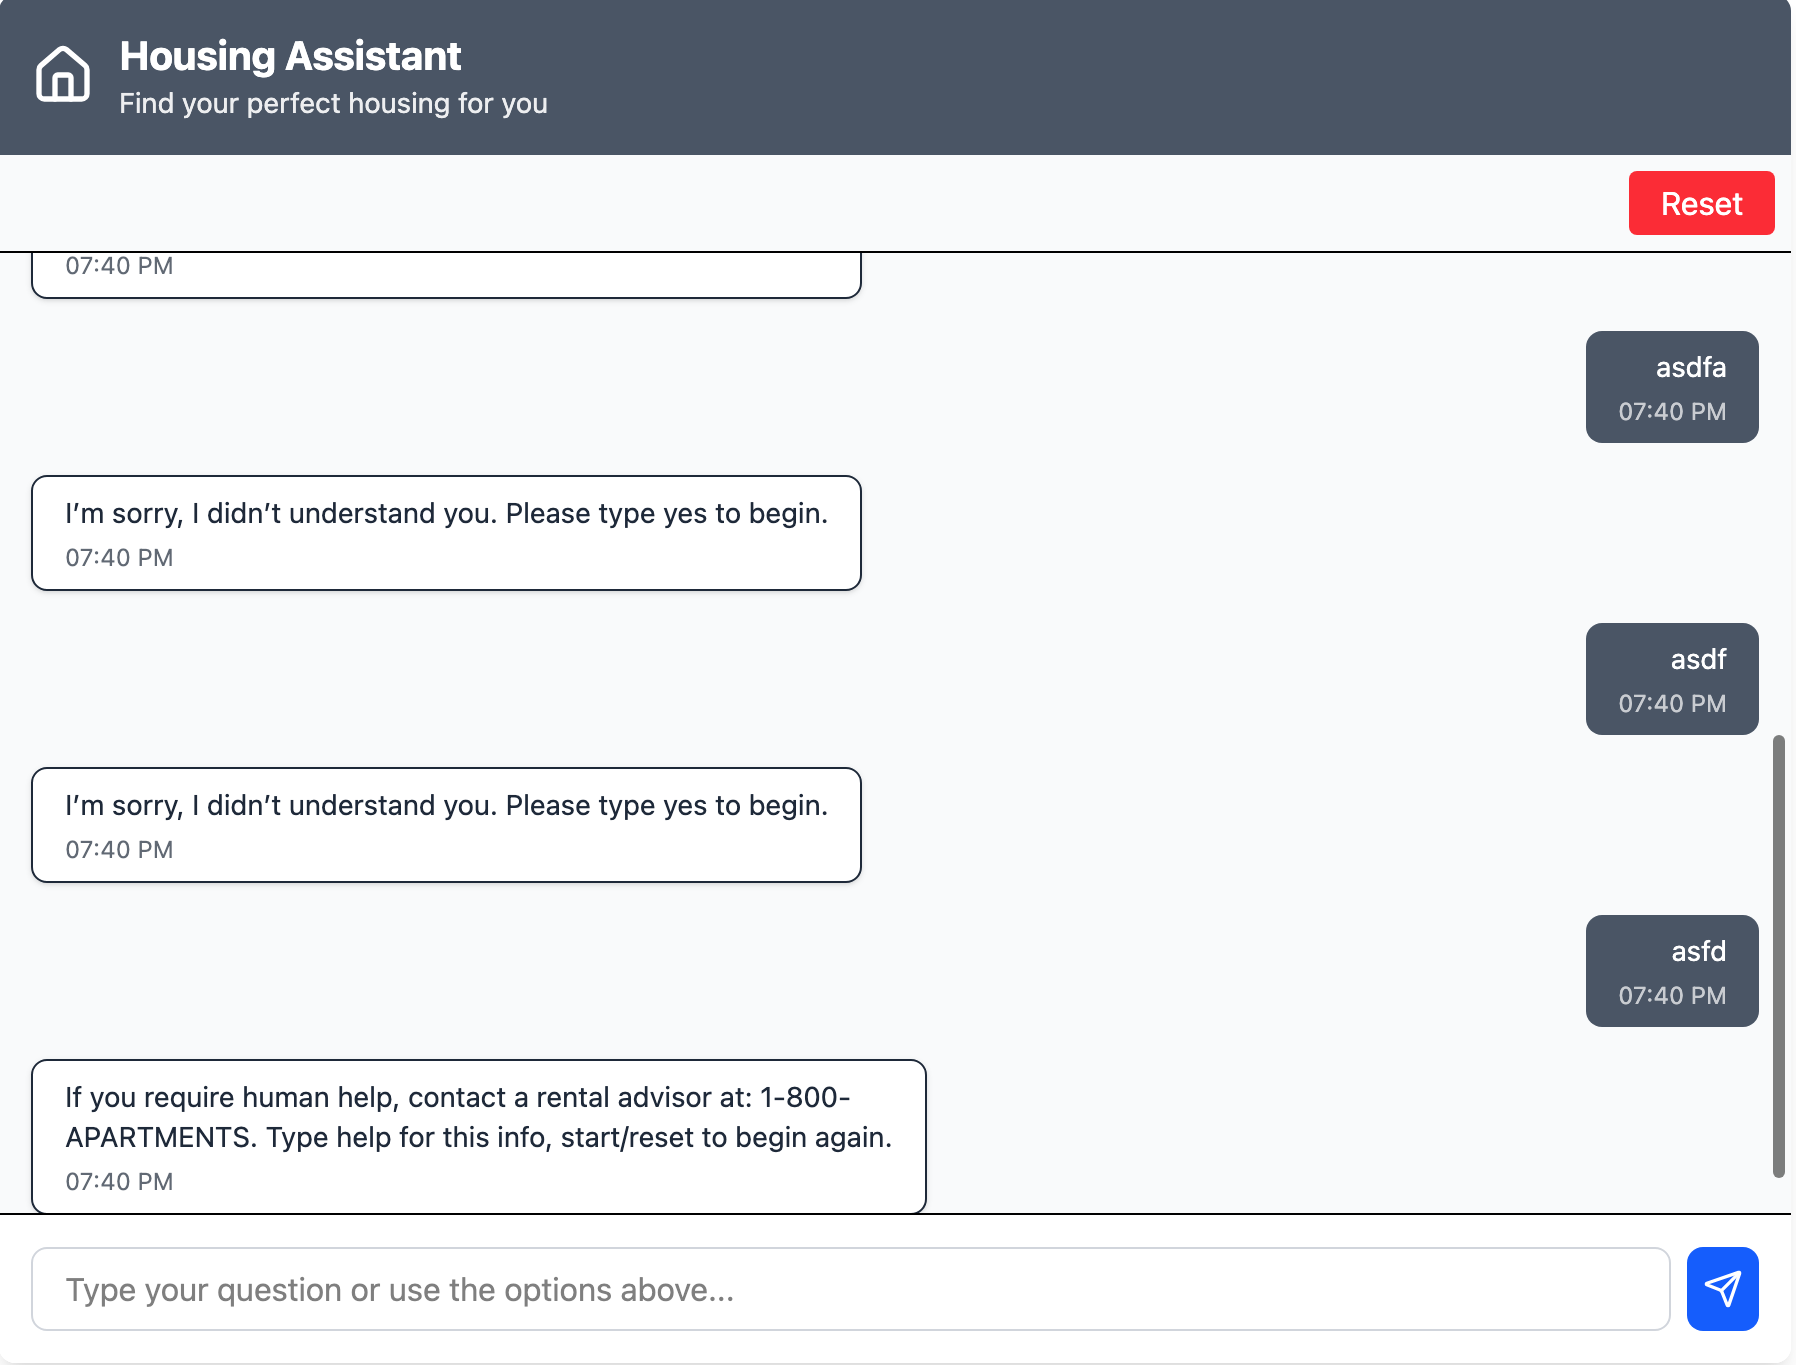 Housing Assistant
Find your perfect housing for you
Reset
07:40 PM
asdfa
07:40 PM
I’m sorry, I didn’t understand you. Please type yes to begin.
07:40 PM
asdf
07:40 PM
I’m sorry, I didn’t understand you. Please type yes to begin.
07:40 PM
asfd
07:40 PM
If you require human help, contact a rental advisor at: 1-800-
APARTMENTS. Type help for this info, start/reset to begin again.
07:40 PM
Type your question or use the options above...